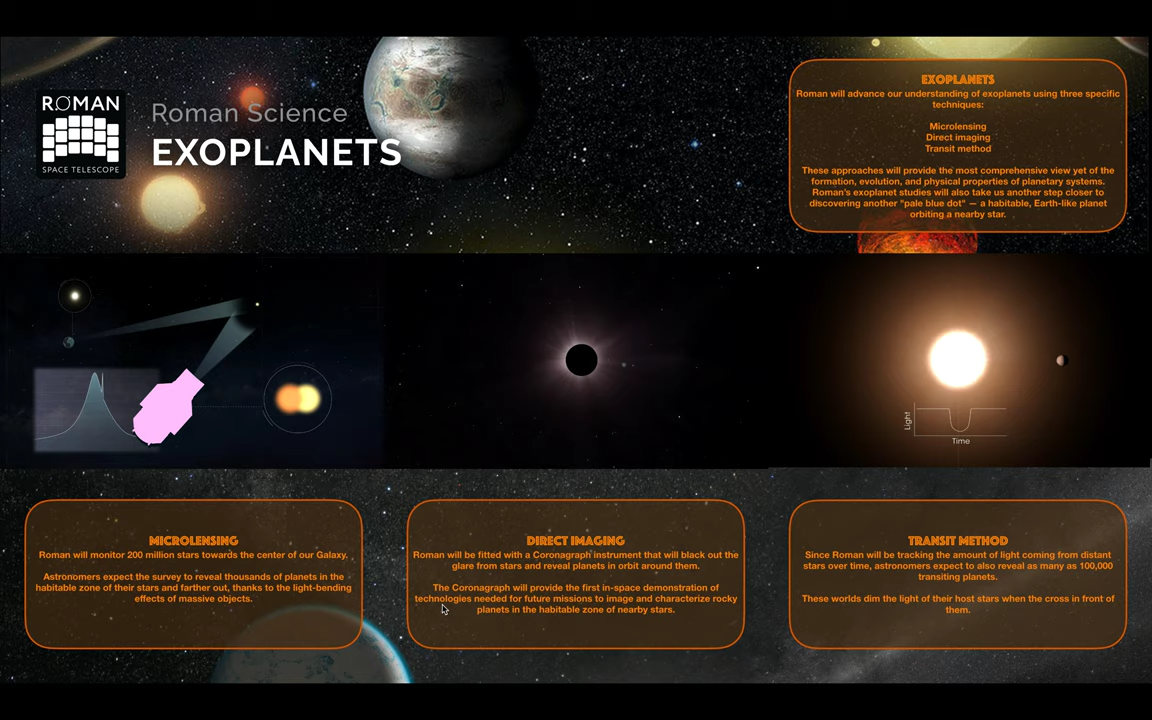 ROMAN
SPACE TELESCOPE
Roman Science
EXOPLANETS
EXOPLANETS
Roman will advance our understanding of exoplanets using three specific
techniques:
Microlensing
Direct imaging
Transit method
These approaches will provide the most comprehensive view yet of the
formation, evolution, and physical properties of planetary systems.
Roman's exoplanet studies will also take us another step closer to
discovering another "pale blue dot" — a habitable, Earth-like planet
orbiting a nearby star.
Light
Time
MICROLENSING
Roman will monitor 200 million stars towards the center of our Galaxy.
Astronomers expect the survey to reveal thousands of planets in the
habitable zone of their stars and farther out, thanks to the light-bending
effects of massive objects.
DIRECT IMAGING
Roman will be fitted with a Coronagraph instrument that will black out the
glare from stars and reveal planets in orbit around them.
The Coronagraph will provide the first in-space demonstration of
technologies needed for future missions to image and characterize rocky
planets in the habitable zone of nearby stars.
TRANSIT METHOD
Since Roman will be tracking the amount of light coming from distant
stars over time, astronomers expect to also reveal as many as 100,000
transiting planets.
These worlds dim the light of their host stars when the cross in front of
them.